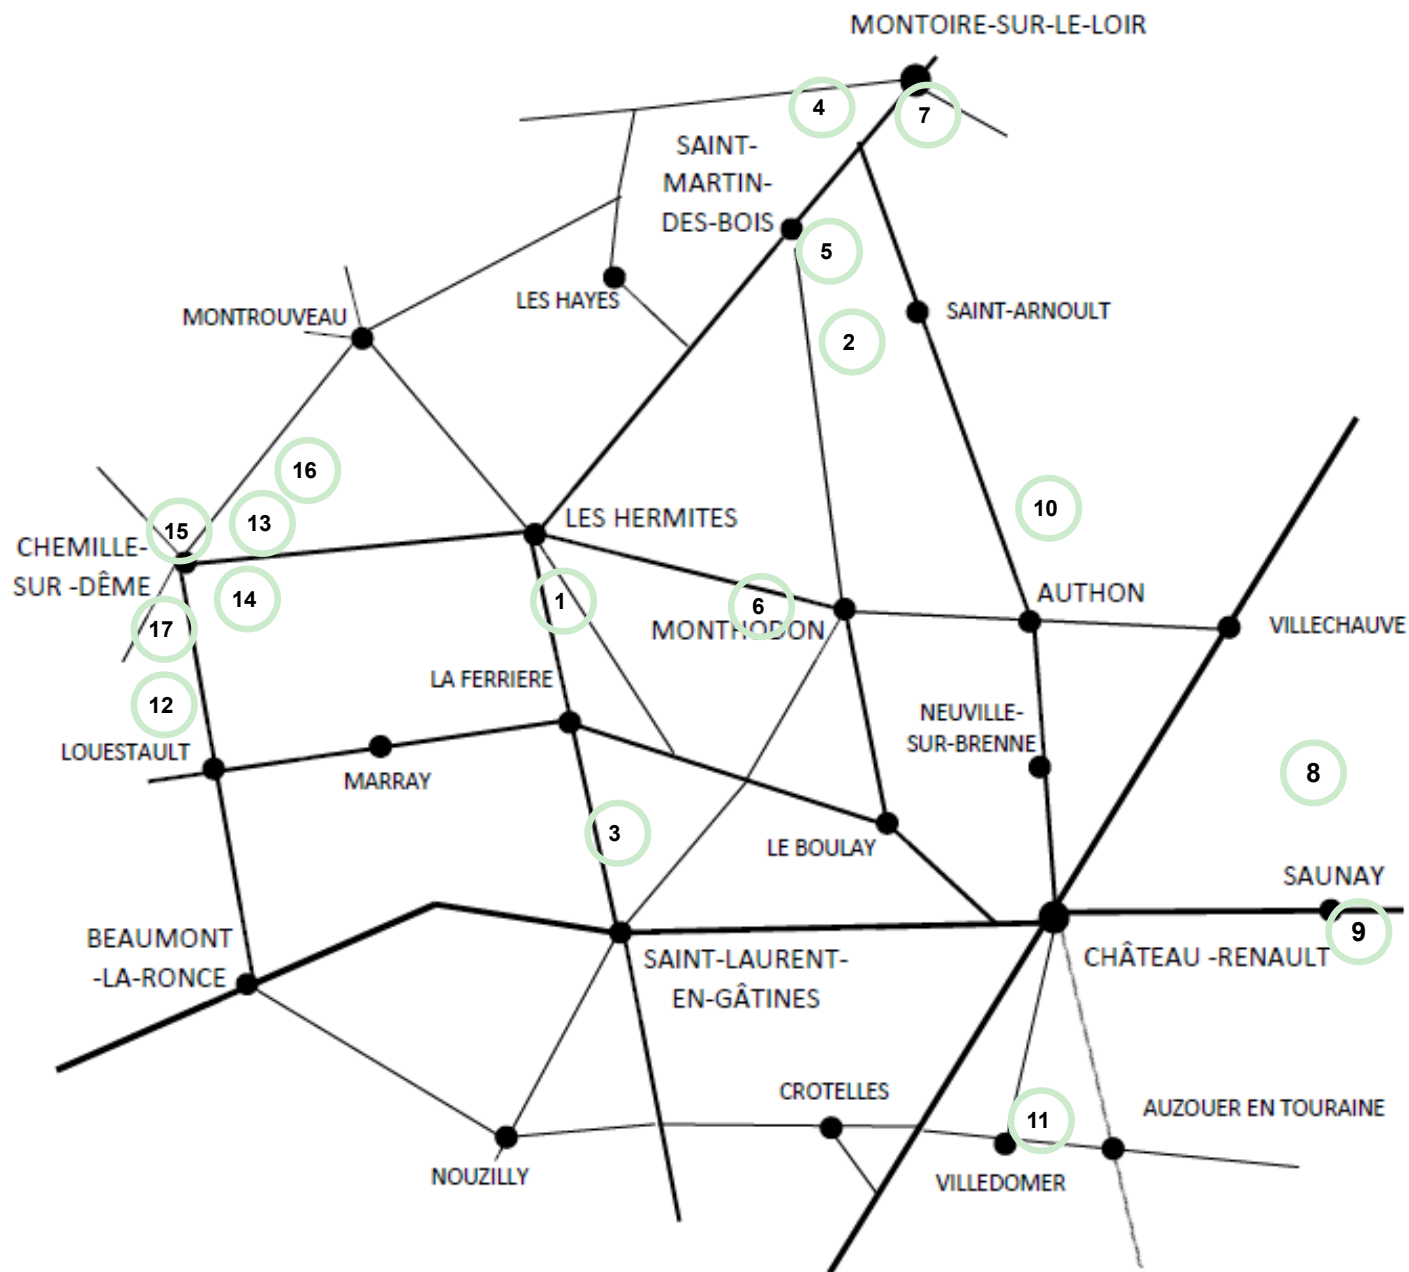 MONTOIRE-SUR-LE-LOIR
4
7
SAINT-
MARTIN-
DES-BOIS
5
LES HAYES
SAINT-ARNOULT
MONTROUVEAU
2
16
10
15
13
LES HERMITES
CHEMILLE-
SUR -DÊME
14
1
6
AUTHON
17
MONTHODON
VILLECHAUVE
LA FERRIERE
12
NEUVILLE-
SUR-BRENNE
LOUESTAULT
MARRAY
8
3
LE BOULAY
SAUNAY
9
BEAUMONT
-LA-RONCE
SAINT-LAURENT-
EN-GÂTINES
CHÂTEAU -RENAULT
CROTELLES
11
AUZOUER EN TOURAINE
NOUZILLY
VILLEDOMER